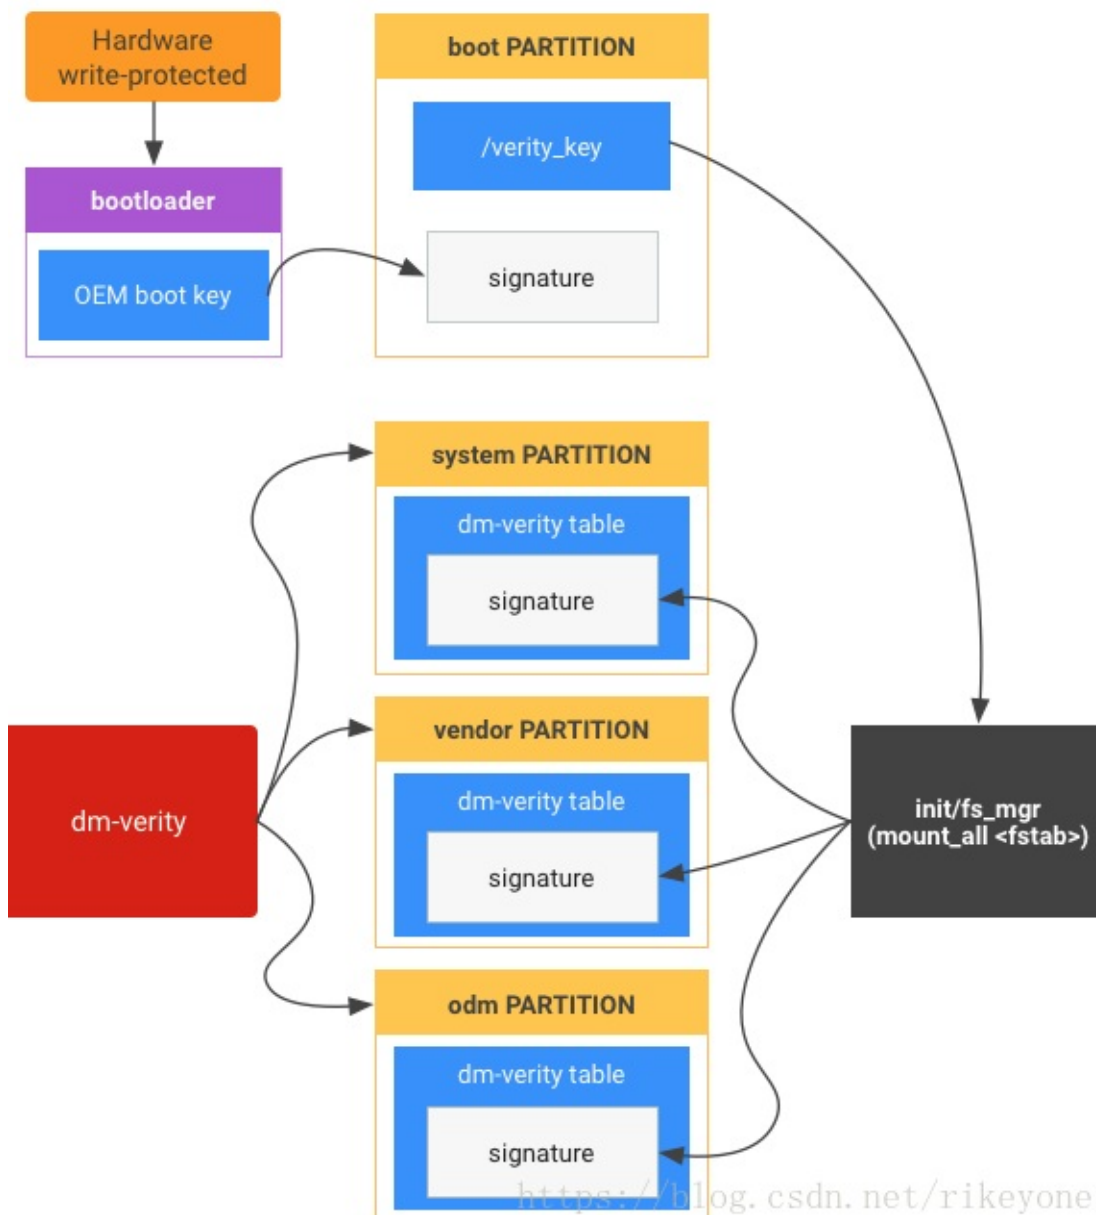 Hardware
write-protected
boot PARTITION
/verity_key
bootloader
OEM boot key
signature
system PARTITION
dm-verity table
signature
vendor PARTITION
dm-verity table
signature
dm-verity
init/fs_mgr
(mount_all <fstab>)
odm PARTITION
dm-verity table
signature
https://blog.csdn.net/rikeyone